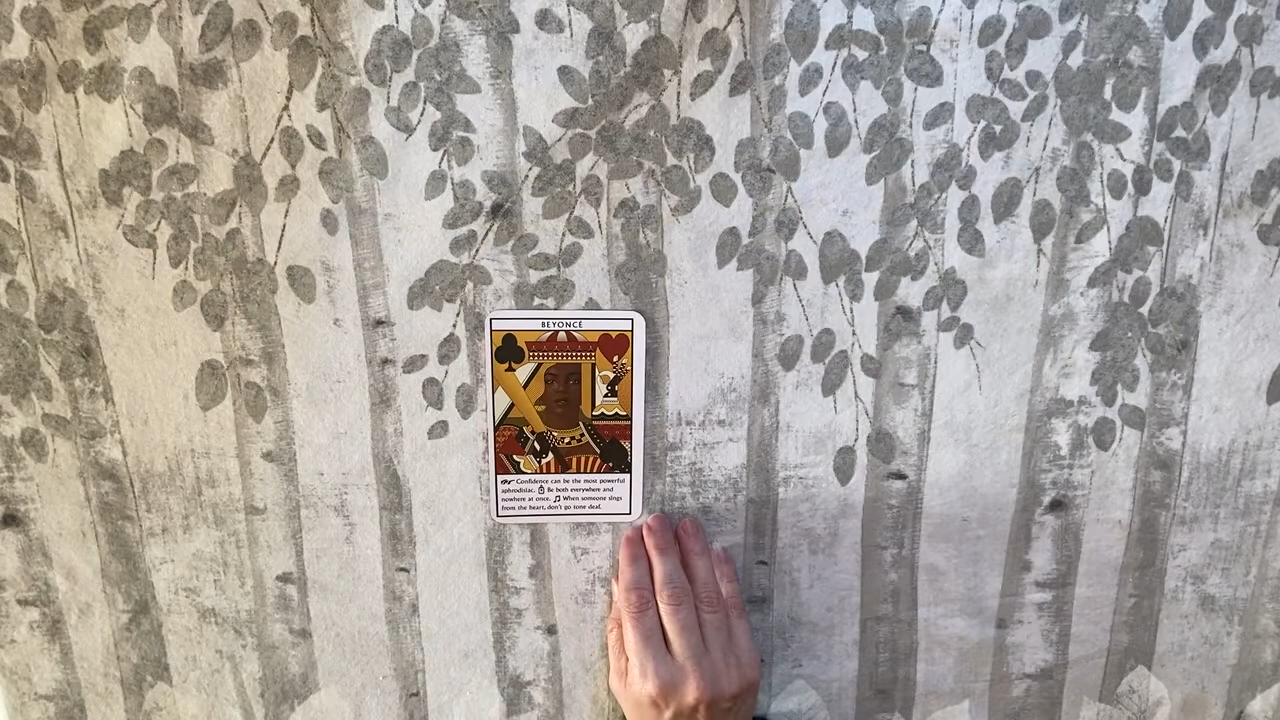 BEYONCÉ
Confidence can be the most powerful
aphrodisiac. Be both everywhere and
nowhere at once. When someone sings
from the heart, don't go tone deaf.